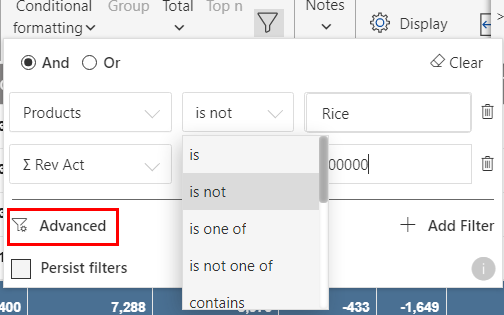 Conditional formatting
Group
Total
Top n
Notes
Display
And
Or
Clear
Products
is not
Rice
Σ Rev Act
00000
is
is not
is one of
is not one of
contains
Advanced
Add Filter
Persist filters
400
7,288
-433
-1,649